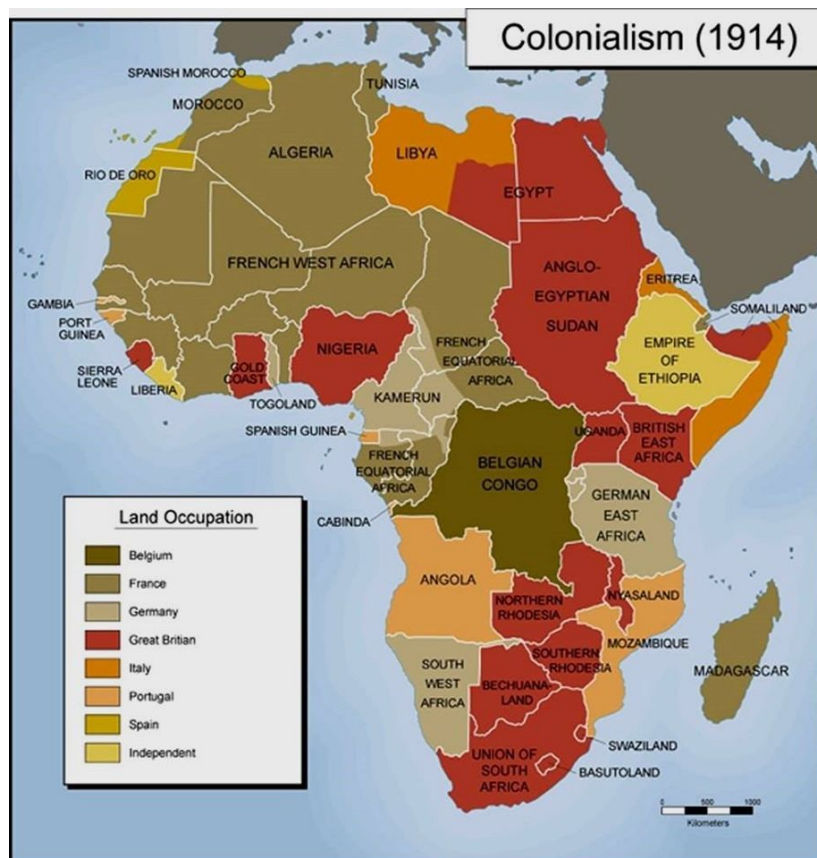 Colonialism (1914)
SPANISH MOROCCO
MOROCCO
TUNISIA
ALGERIA
LIBYA
EGYPT
RIO DE ORO
FRENCH WEST AFRICA
ANGLO-
EGYPTIAN
SUDAN
ERITREA
SOMALILAND
GAMBIA
PORT
GUINEA
SIERRA
LEONE
LIBERIA
GOLD
COAST
TOGOLAND
NIGERIA
FRENCH
EQUATORIAL
AFRICA
EMPIRE
OF
ETHIOPIA
KAMERUN
SPANISH GUINEA
FRENCH
EQUATORIAL
AFRICA
CABINDA
BELGIAN
CONGO
UGANDA
BRITISH
EAST
AFRICA
GERMAN
EAST
AFRICA
ANGOLA
NORTHERN
RHODESIA
NYASALAND
MOZAMBIQUE
SOUTHERN
RHODESIA
MADAGASCAR
SOUTH
WEST
AFRICA
BECHUANA-
LAND
SWAZILAND
BASUTOLAND
UNION OF
SOUTH
AFRICA
Land Occupation
Belgium
France
Germany
Great Britian
Italy
Portugal
Spain
Independent
0 500 1000
Kilometers